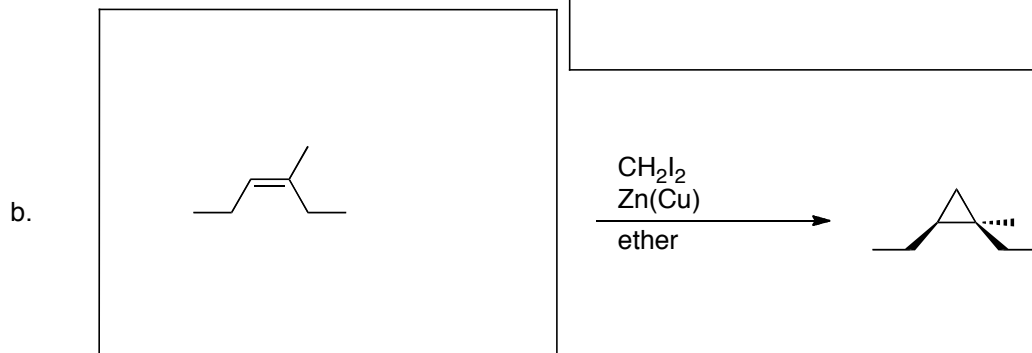 b.
CH₂I₂
Zn(Cu)
ether